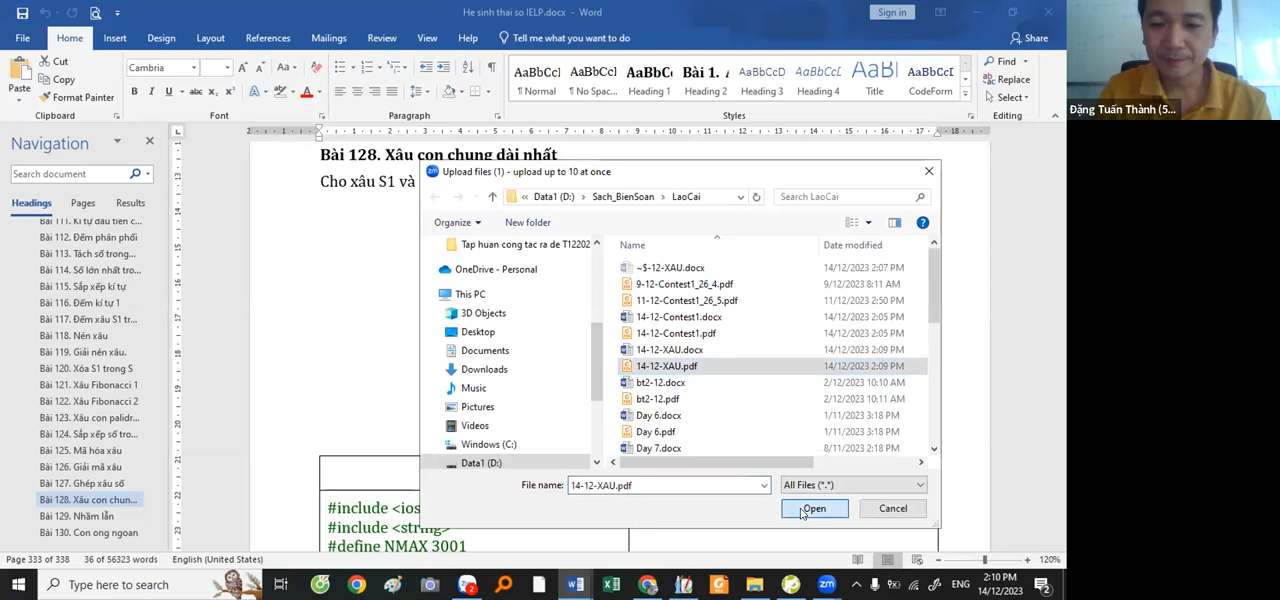 He sinh thai so IELP.docx - Word
Sign in
File Home Insert Design Layout References Mailings Review View Help Tell me what you want to do Share
Paste
Cut
Copy
Format Painter
Clipboard
Cambria
Font
Paragraph
AaBbCcI AaBbCcI AaBbC Bài 1. A AaBbCcD AaBbCcD AaBl AaBbCcI
¶ Normal ¶ No Spac... Heading 1 Heading 2 Heading 3 Heading 4 Title CodeForm
Styles
Find
Replace
Select
Editing
Đặng Tuấn Thành (5...
Navigation
Search document
Headings Pages Results
Bài 111. Kí tự đầu tiên c...
Bài 112. Đếm phân phối
Bài 113. Tách số trong...
Bài 114. Số lớn nhất tro...
Bài 115. Sắp xếp kí tự
Bài 116. Đếm kí tự 1
Bài 117. Đếm xâu S1 tr...
Bài 118. Nén xâu
Bài 119. Giải nén xâu.
Bài 120. Xóa S1 trong S
Bài 121. Xâu Fibonacci 1
Bài 122. Xâu Fibonacci 2
Bài 123. Xâu con palidr...
Bài 124. Sắp xếp số tro...
Bài 125. Mã hóa xâu
Bài 126. Giải mã xâu
Bài 127. Ghép xâu số
Bài 128. Xâu con chun...
Bài 129. Nhầm lẫn
Bài 130. Con ong ngoan
Bài 128. Xâu con chung dài nhất
Cho xâu S1 và
#include <ios
#include <string>
#define NMAX 3001
Upload files (1) - upload up to 10 at once
« Data1 (D:) › Sach_BienSoan › LaoCai
Search LaoCai
Organize New folder
Tap huan cong tac ra de T12202
OneDrive - Personal
This PC
3D Objects
Desktop
Documents
Downloads
Music
Pictures
Videos
Windows (C:)
Data1 (D:)
Name Date modified
~$-12-XAU.docx 14/12/2023 2:07 PM
9-12-Contest1_26_4.pdf 9/12/2023 8:11 AM
11-12-Contest1_26_5.pdf 11/12/2023 2:50 PM
14-12-Contest1.docx 14/12/2023 2:05 PM
14-12-Contest1.pdf 14/12/2023 2:05 PM
14-12-XAU.docx 14/12/2023 2:09 PM
14-12-XAU.pdf 14/12/2023 2:09 PM
bt2-12.docx 2/12/2023 10:10 AM
bt2-12.pdf 2/12/2023 10:11 AM
Day 6.docx 1/11/2023 3:18 PM
Day 6.pdf 1/11/2023 3:18 PM
Day 7.docx 8/11/2023 2:18 PM
File name: 14-12-XAU.pdf All Files (*.*)
Open Cancel
Page 333 of 338 36 of 56323 words English (United States) 120%
Type here to search
ENG
2:10 PM
14/12/2023